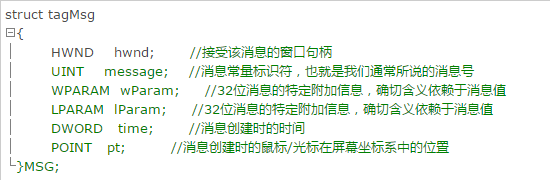 struct tagMsg
{
HWND hwnd; //接受该消息的窗口句柄
UINT message; //消息常量标识符，也就是我们通常所说的消息号
WPARAM wParam; //32位消息的特定附加信息，确切含义依赖于消息值
LPARAM lParam; //32位消息的特定附加信息，确切含义依赖于消息值
DWORD time; //消息创建时的时间
POINT pt; //消息创建时的鼠标/光标在屏幕坐标系中的位置
}MSG;